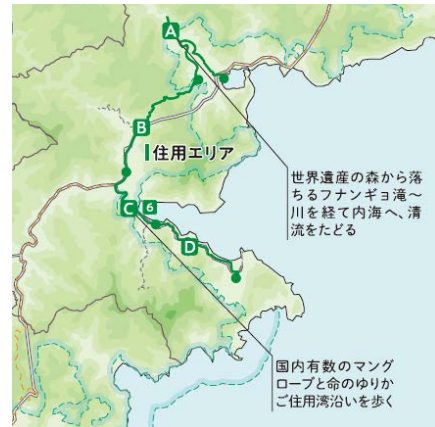 A
B
I住用エリア
世界遺産の森から落
ちるフナンギョ滝～
川を経て内海へ、清
流をたどる
C
6
D
国内有数のマング
ローブと命のゆりか
ご住用湾沿いを歩く